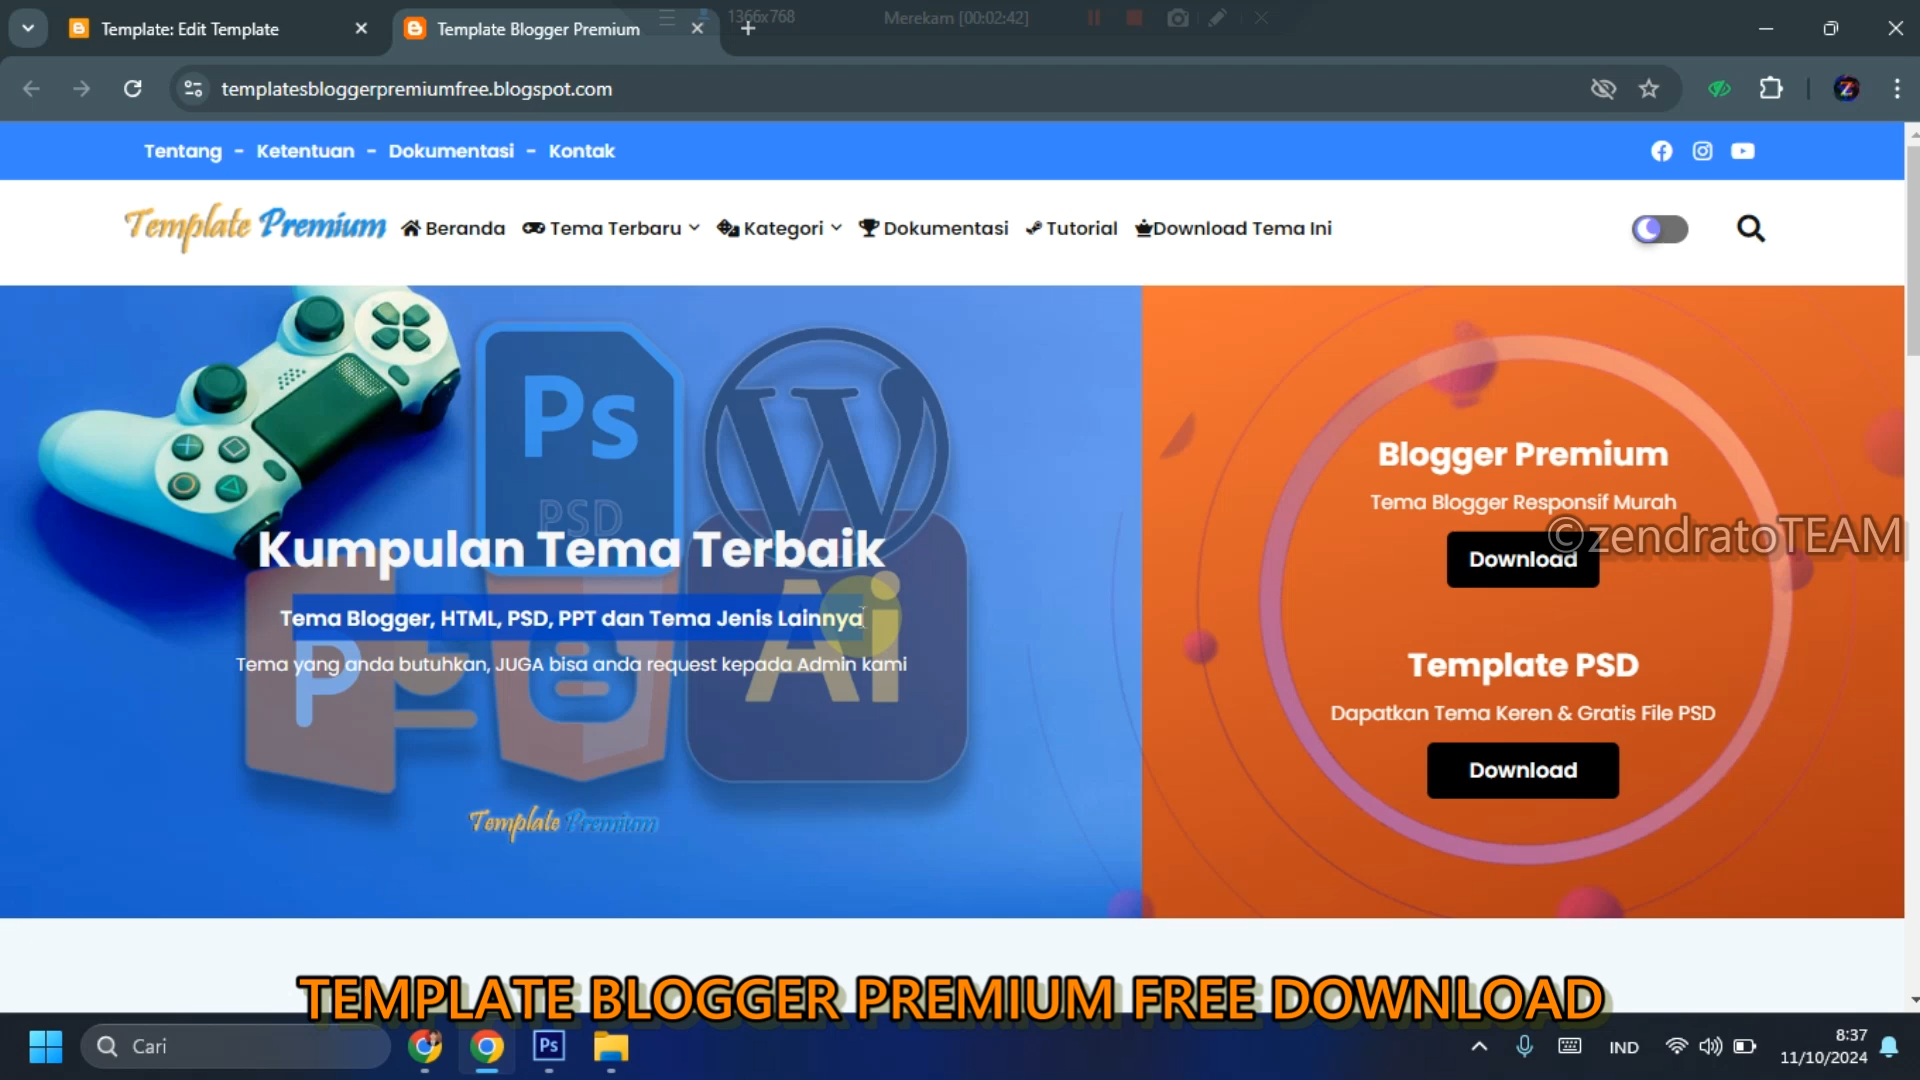 1366x768 Merekam [00:02:42]
Template: Edit Template
Template Blogger Premium
templatesbloggerpremiumfree.blogspot.com
Tentang - Ketentuan - Dokumentasi - Kontak
Template Premium
Beranda Tema Terbaru Kategori Dokumentasi Tutorial Download Tema Ini
Ps
PSD
Kumpulan Tema Terbaik
Tema Blogger, HTML, PSD, PPT dan Tema Jenis Lainnya
Tema yang anda butuhkan, JUGA bisa anda request kepada Admin kami
P
Ai
Template Premium
Blogger Premium
Tema Blogger Responsif Murah
Download
©zendratoTEAM
Template PSD
Dapatkan Tema Keren & Gratis File PSD
Download
TEMPLATE BLOGGER PREMIUM FREE DOWNLOAD
Cari
Ps
IND
8:37
11/10/2024